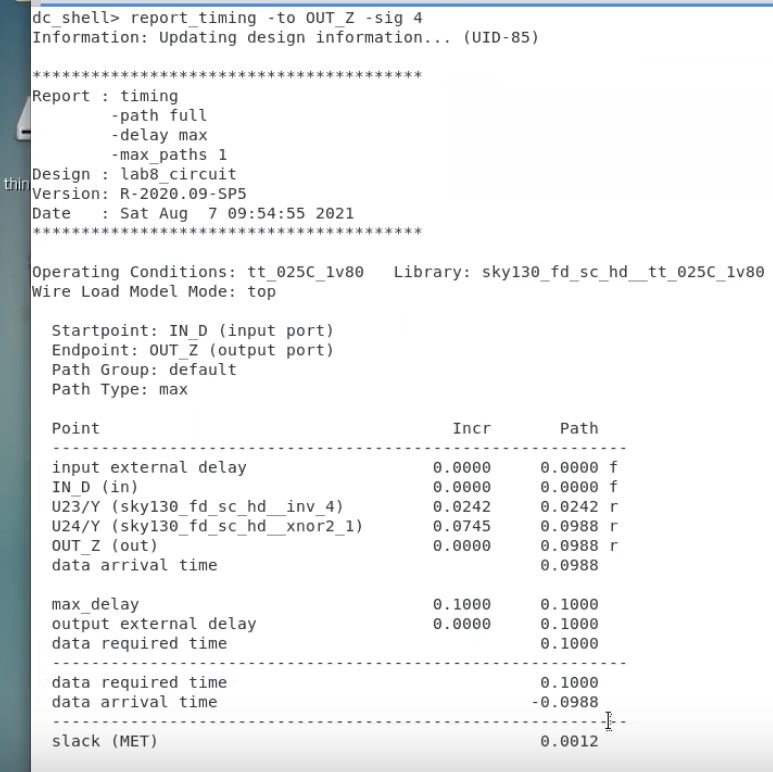 dc_shell> report_timing -to OUT_Z -sig 4
Information: Updating design information... (UID-85)
****************************************
Report : timing
-path full
-delay max
-max_paths 1
Design : lab8_circuit
Version: R-2020.09-SP5
Date   : Sat Aug  7 09:54:55 2021
****************************************
Operating Conditions: tt_025C_1v80   Library: sky130_fd_sc_hd__tt_025C_1v80
Wire Load Model Mode: top
Startpoint: IN_D (input port)
Endpoint: OUT_Z (output port)
Path Group: default
Path Type: max
Point                                    Incr       Path
-----------------------------------------------------------
input external delay                   0.0000     0.0000 f
IN_D (in)                              0.0000     0.0000 f
U23/Y (sky130_fd_sc_hd__inv_4)         0.0242     0.0242 r
U24/Y (sky130_fd_sc_hd__xnor2_1)       0.0745     0.0988 r
OUT_Z (out)                            0.0000     0.0988 r
data arrival time                                 0.0988
max_delay                              0.1000     0.1000
output external delay                  0.0000     0.1000
data required time                                0.1000
-----------------------------------------------------------
data required time                                0.1000
data arrival time                                -0.0988
-----------------------------------------------------------
slack (MET)                                       0.0012